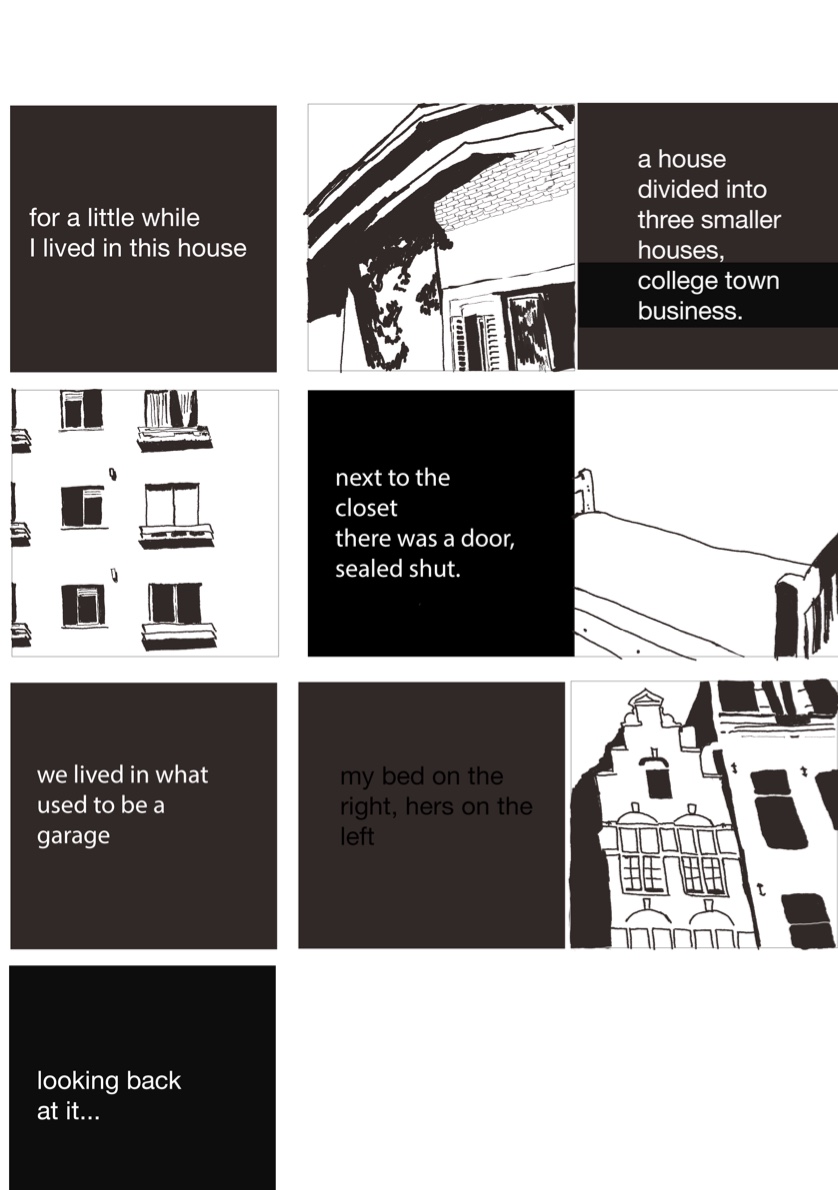 for a little while
I lived in this house
a house
divided into
three smaller
houses,
college town
business.
next to the
closet
there was a door,
sealed shut.
we lived in what
used to be a
garage
my bed on the
right, hers on the
left
looking back
at it...